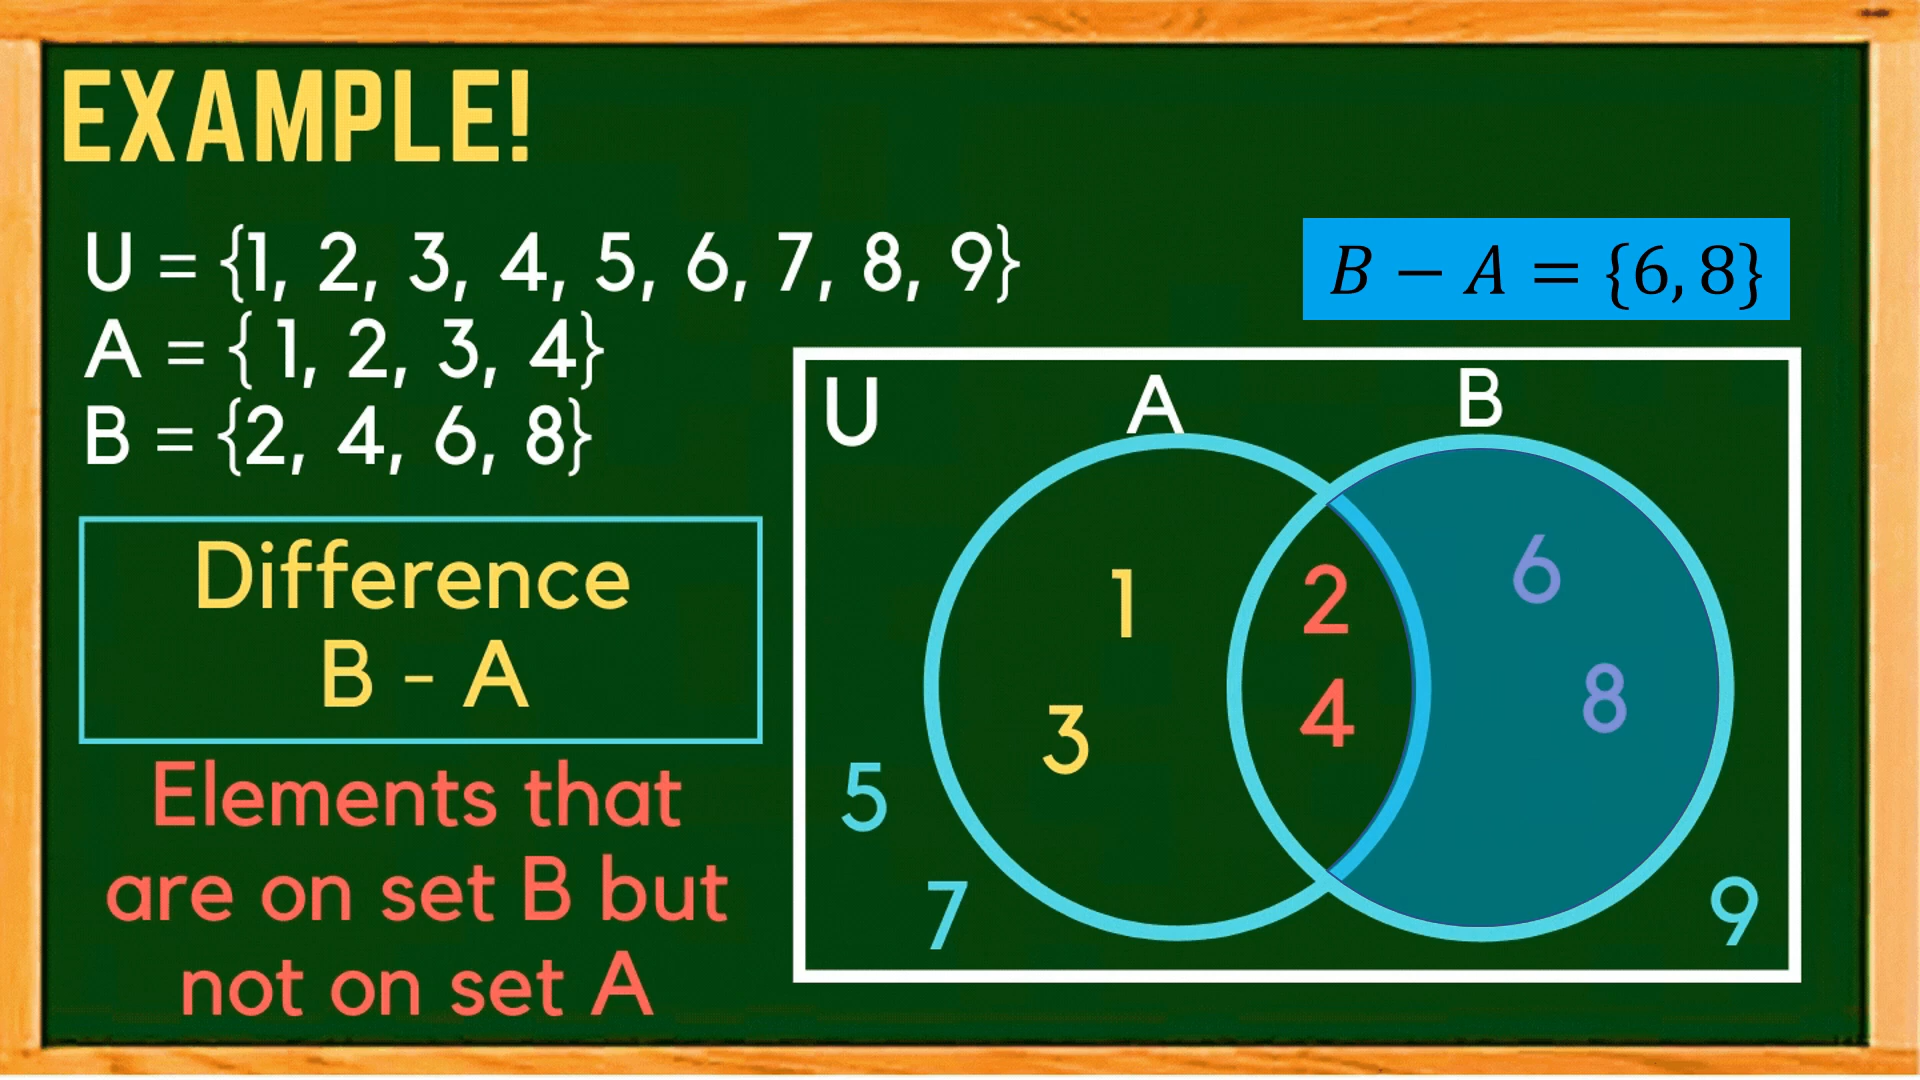 EXAMPLE!
U = {1, 2, 3, 4, 5, 6, 7, 8, 9}
A = { 1, 2, 3, 4}
B = {2, 4, 6, 8}
B − A = {6, 8}
Difference
B - A
Elements that
are on set B but
not on set A
U A B
1
2
6
3
4
8
5
7
9